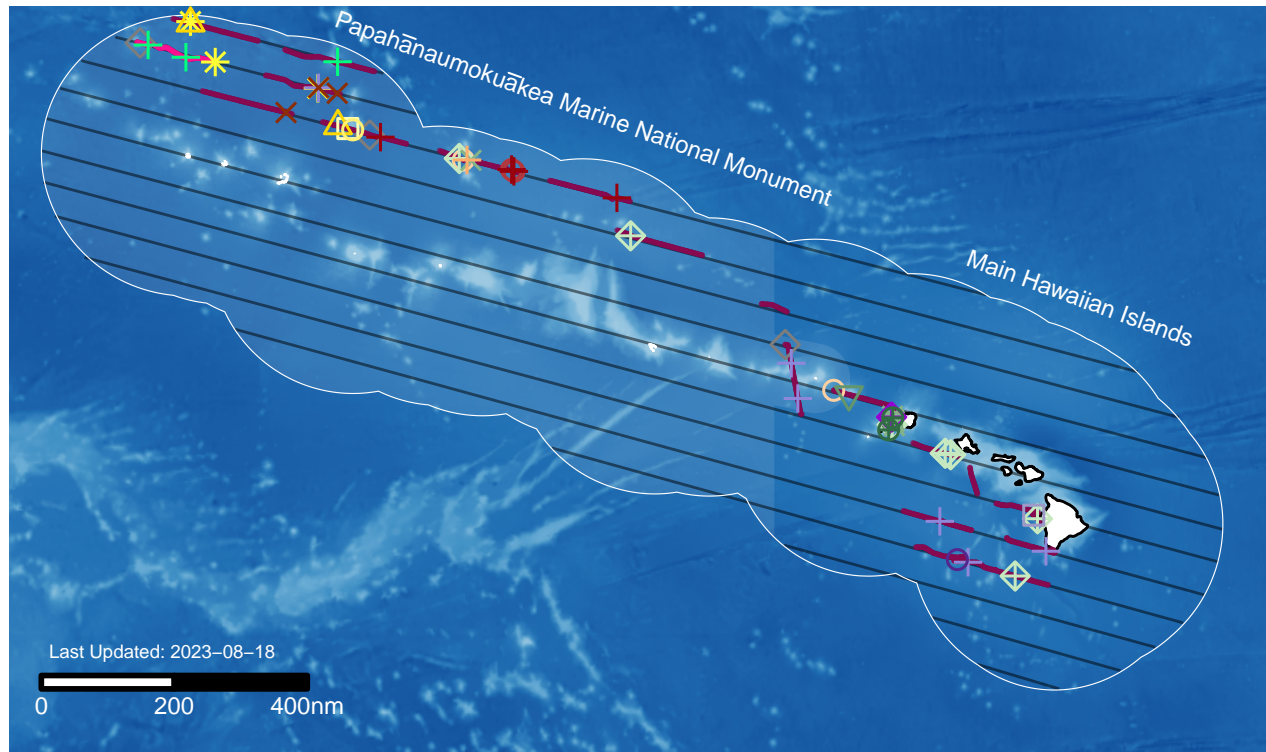 Papahānaumokuākea Marine National Monument
Main Hawaiian Islands
Last Updated: 2023−08−18
0 200 400nm